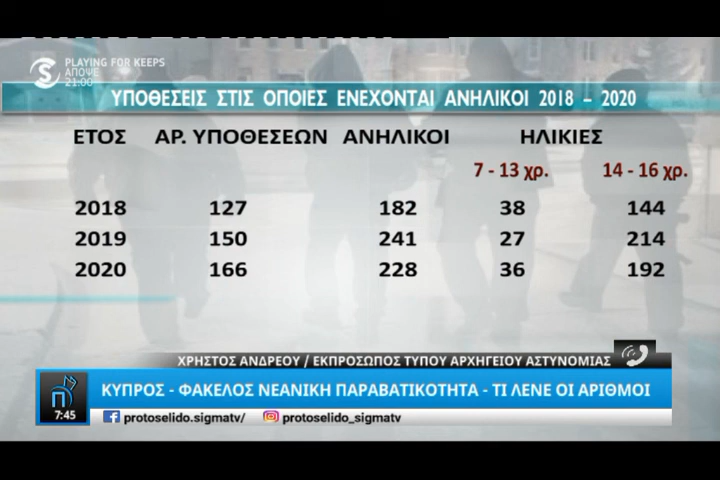 PLAYING FOR KEEPS
ΑΠΟΨΕ
21:00
ΥΠΟΘΕΣΕΙΣ ΣΤΙΣ ΟΠΟΙΕΣ ΕΝΕΧΟΝΤΑΙ ΑΝΗΛΙΚΟΙ 2018 – 2020
ΕΤΟΣ ΑΡ. ΥΠΟΘΕΣΕΩΝ ΑΝΗΛΙΚΟΙ ΗΛΙΚΙΕΣ
7 - 13 χρ. 14 - 16 χρ.
2018 127 182 38 144
2019 150 241 27 214
2020 166 228 36 192
ΧΡΗΣΤΟΣ ΑΝΔΡΕΟΥ / ΕΚΠΡΟΣΩΠΟΣ ΤΥΠΟΥ ΑΡΧΗΓΕΙΟΥ ΑΣΤΥΝΟΜΙΑΣ
ΚΥΠΡΟΣ - ΦΑΚΕΛΟΣ ΝΕΑΝΙΚΗ ΠΑΡΑΒΑΤΙΚΟΤΗΤΑ - ΤΙ ΛΕΝΕ ΟΙ ΑΡΙΘΜΟΙ
7:45
protoselido.sigmatv/ protoselido_sigmatv